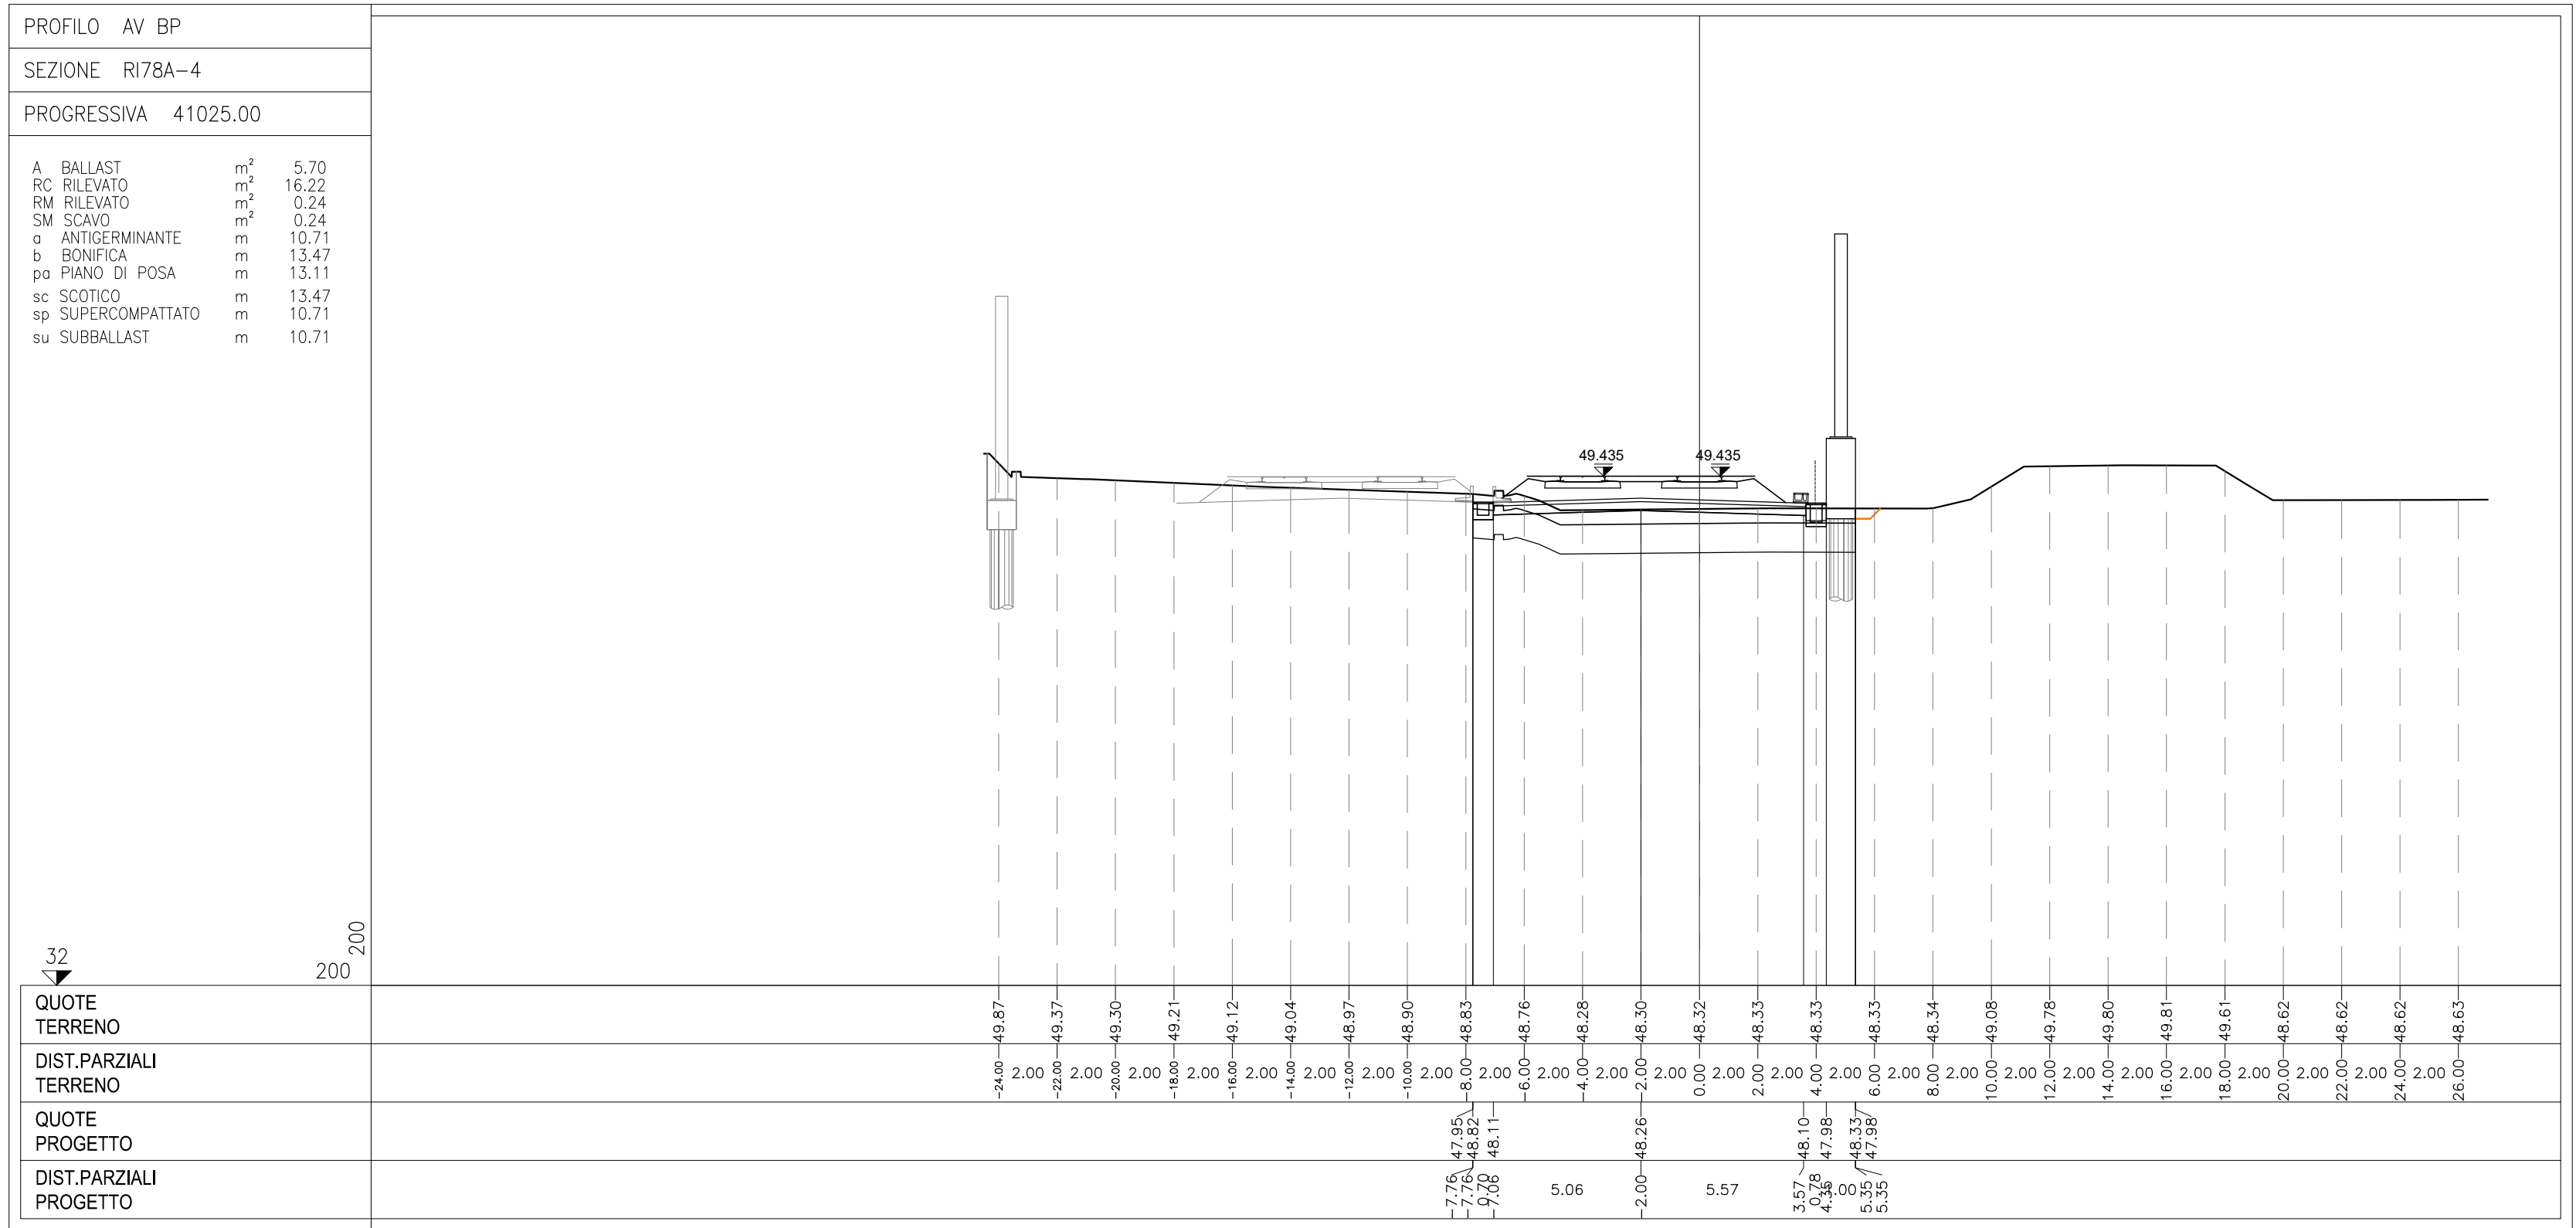 PROFILO AV BP
SEZIONE RI78A-4
PROGRESSIVA 41025.00
A BALLAST m² 5.70
RC RILEVATO m² 16.22
RM RILEVATO m² 0.24
SM SCAVO m² 0.24
a ANTIGERMINANTE m 10.71
b BONIFICA m 13.47
pa PIANO DI POSA m 13.11
sc SCOTICO m 13.47
sp SUPERCOMPATTATO m 10.71
su SUBBALLAST m 10.71
49.435 49.435
200
32
200
QUOTE TERRENO
49.87 49.37 49.30 49.21 49.12 49.04 48.97 48.90 48.83 48.76 48.28 48.30 48.32 48.33 48.33 48.33 48.34 49.08 49.78 49.80 49.81 49.61 48.62 48.62 48.62 48.63
DIST.PARZIALI TERRENO
-24.00 2.00 -22.00 2.00 -20.00 2.00 -18.00 2.00 -16.00 2.00 -14.00 2.00 -12.00 2.00 -10.00 2.00 -8.00 2.00 -6.00 2.00 -4.00 2.00 -2.00 2.00 0.00 2.00 2.00 2.00 4.00 2.00 6.00 2.00 8.00 2.00 10.00 2.00 12.00 2.00 14.00 2.00 16.00 2.00 18.00 2.00 20.00 2.00 22.00 2.00 24.00 2.00 26.00
QUOTE PROGETTO
47.95 48.82 48.11 48.26 48.10 47.98 48.33 47.98
DIST.PARZIALI PROGETTO
-7.76 -7.76 0.70 -7.06 5.06 -2.00 5.57 3.57 0.78 4.35 1.00 5.35 5.35